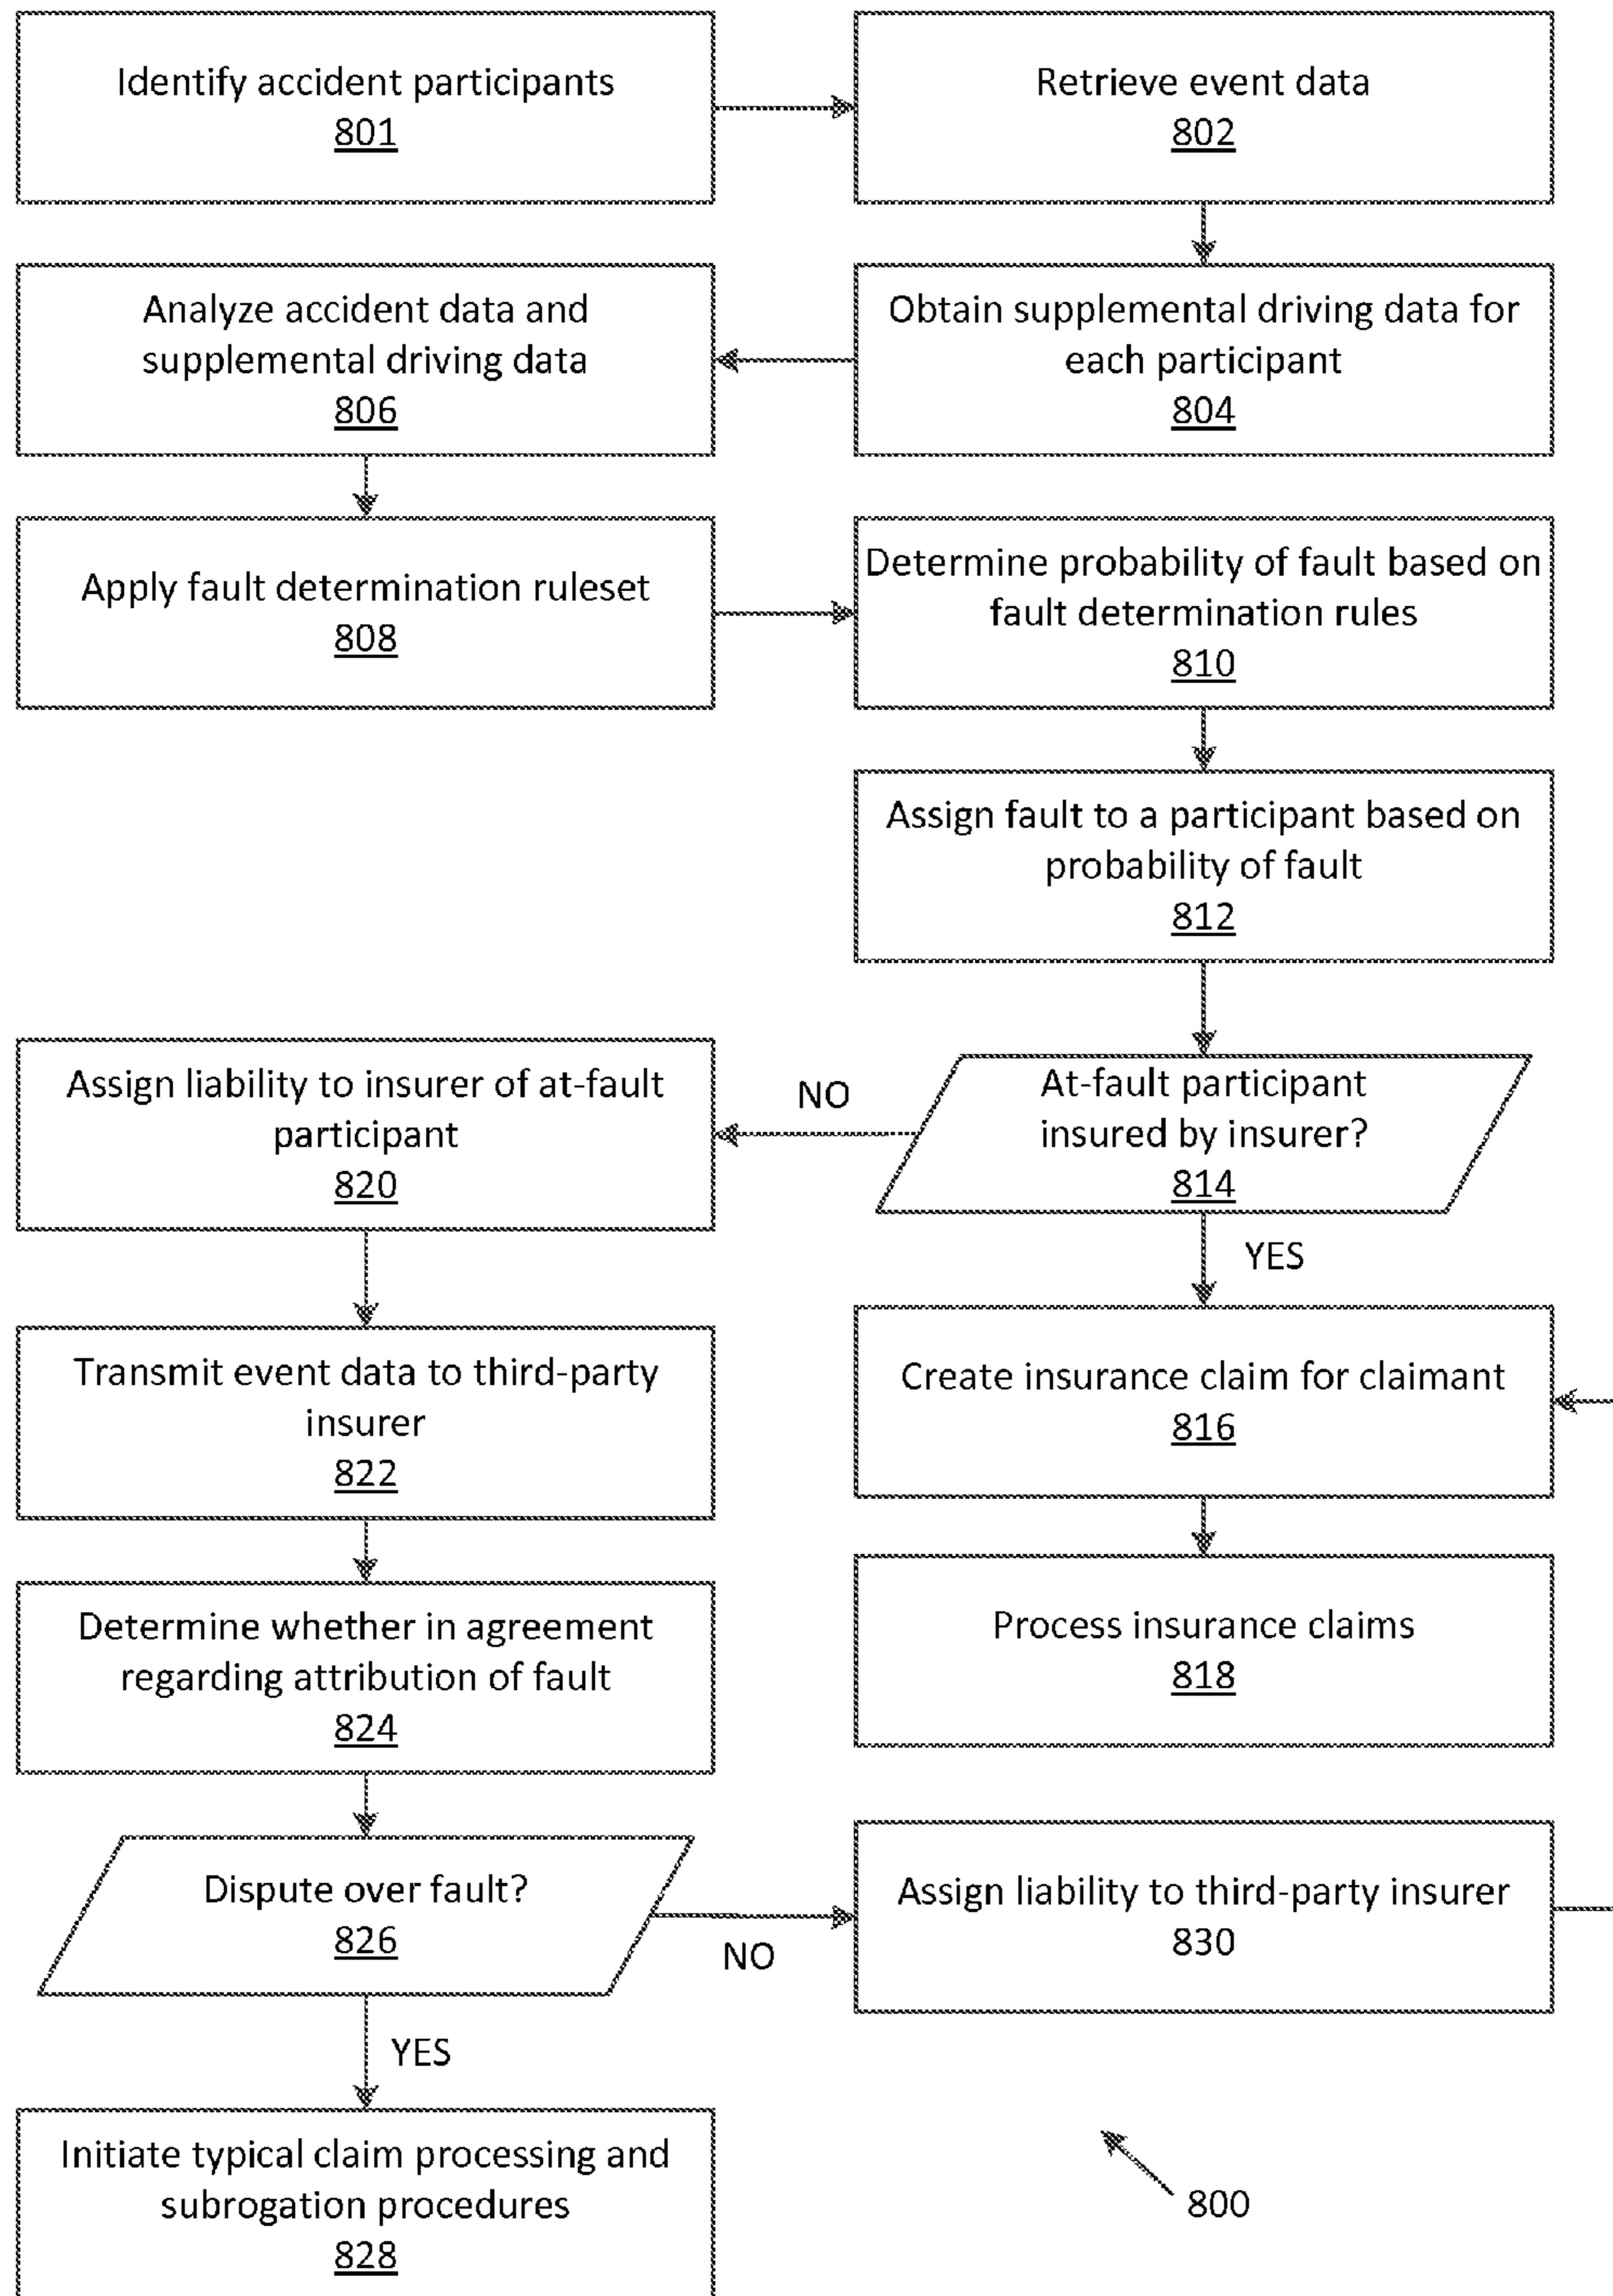 Identify accident participants
801
Retrieve event data
802
Obtain supplemental driving data for
each participant
804
Analyze accident data and
supplemental driving data
806
Apply fault determination ruleset
808
Determine probability of fault based on
fault determination rules
810
Assign fault to a participant based on
probability of fault
812
At-fault participant
insured by insurer?
814
NO
YES
Assign liability to insurer of at-fault
participant
820
Create insurance claim for claimant
816
Transmit event data to third-party
insurer
822
Process insurance claims
818
Determine whether in agreement
regarding attribution of fault
824
Dispute over fault?
826
NO
Assign liability to third-party insurer
830
YES
Initiate typical claim processing and
subrogation procedures
828
800